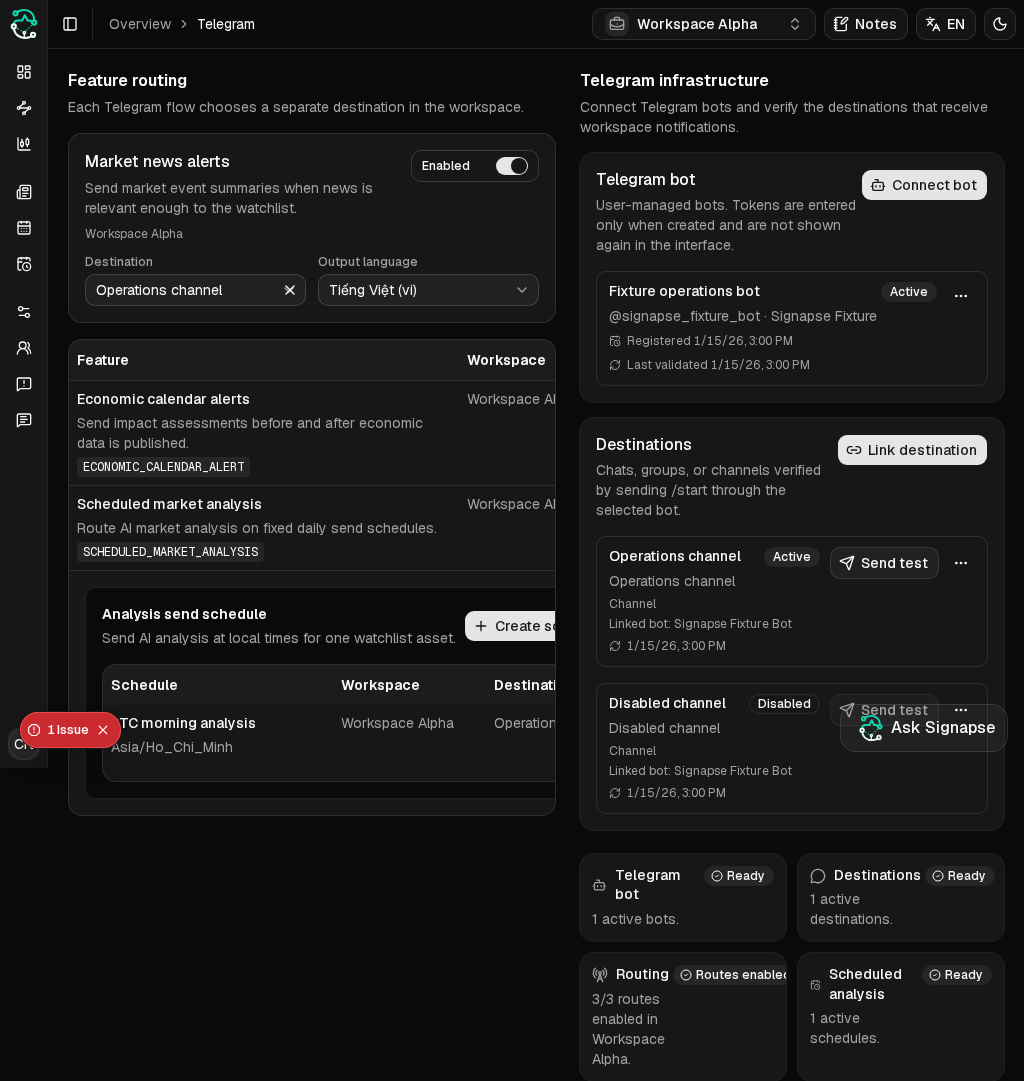 Overview > Telegram
Workspace Alpha
Notes
EN
Feature routing
Each Telegram flow chooses a separate destination in the workspace.
Market news alerts
Enabled
Send market event summaries when news is
relevant enough to the watchlist.
Workspace Alpha
Destination
Output language
Operations channel
Tiếng Việt (vi)
Feature
Workspace
Economic calendar alerts
Workspace Al
Send impact assessments before and after economic
data is published.
ECONOMIC_CALENDAR_ALERT
Scheduled market analysis
Workspace Al
Route AI market analysis on fixed daily send schedules.
SCHEDULED_MARKET_ANALYSIS
Analysis send schedule
Send AI analysis at local times for one watchlist asset.
Create sc
Schedule
Workspace
Destinati
TC morning analysis
Workspace Alpha
Operation
Asia/Ho_Chi_Minh
1 Issue
Telegram infrastructure
Connect Telegram bots and verify the destinations that receive
workspace notifications.
Telegram bot
Connect bot
User-managed bots. Tokens are entered
only when created and are not shown
again in the interface.
Fixture operations bot
Active
@signapse_fixture_bot · Signapse Fixture
Registered 1/15/26, 3:00 PM
Last validated 1/15/26, 3:00 PM
Destinations
Link destination
Chats, groups, or channels verified
by sending /start through the
selected bot.
Operations channel
Active
Send test
Operations channel
Channel
Linked bot: Signapse Fixture Bot
1/15/26, 3:00 PM
Disabled channel
Disabled
Send test
Disabled channel
Ask Signapse
Channel
Linked bot: Signapse Fixture Bot
1/15/26, 3:00 PM
Telegram
bot
Ready
1 active bots.
Destinations
Ready
1 active
destinations.
Routing
Routes enabled
3/3 routes
enabled in
Workspace
Alpha.
Scheduled
analysis
Ready
1 active
schedules.